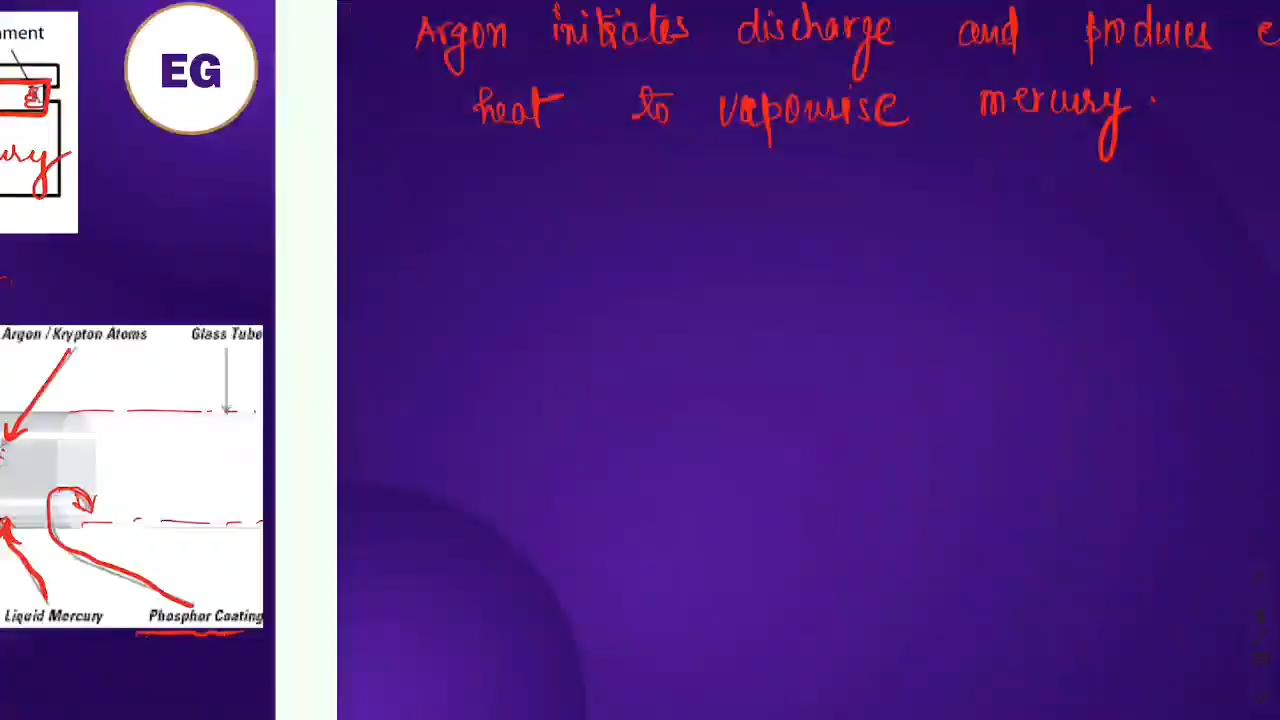 ament
EG
ury
Argon initiates discharge and produces e
heat to vapourise mercury.
Argon / Krypton Atoms
Glass Tube
Liquid Mercury
Phosphor Coating